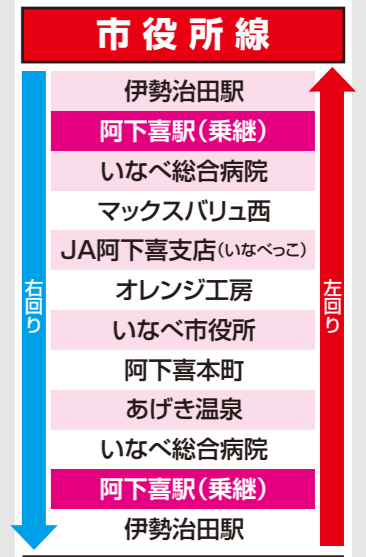 市役所線
伊勢治田駅
阿下喜駅(乗継)
いなべ総合病院
マックスバリュ西
JA阿下喜支店(いなべっこ)
オレンジ工房
いなべ市役所
阿下喜本町
あげき温泉
いなべ総合病院
阿下喜駅(乗継)
伊勢治田駅
右回り
左回り